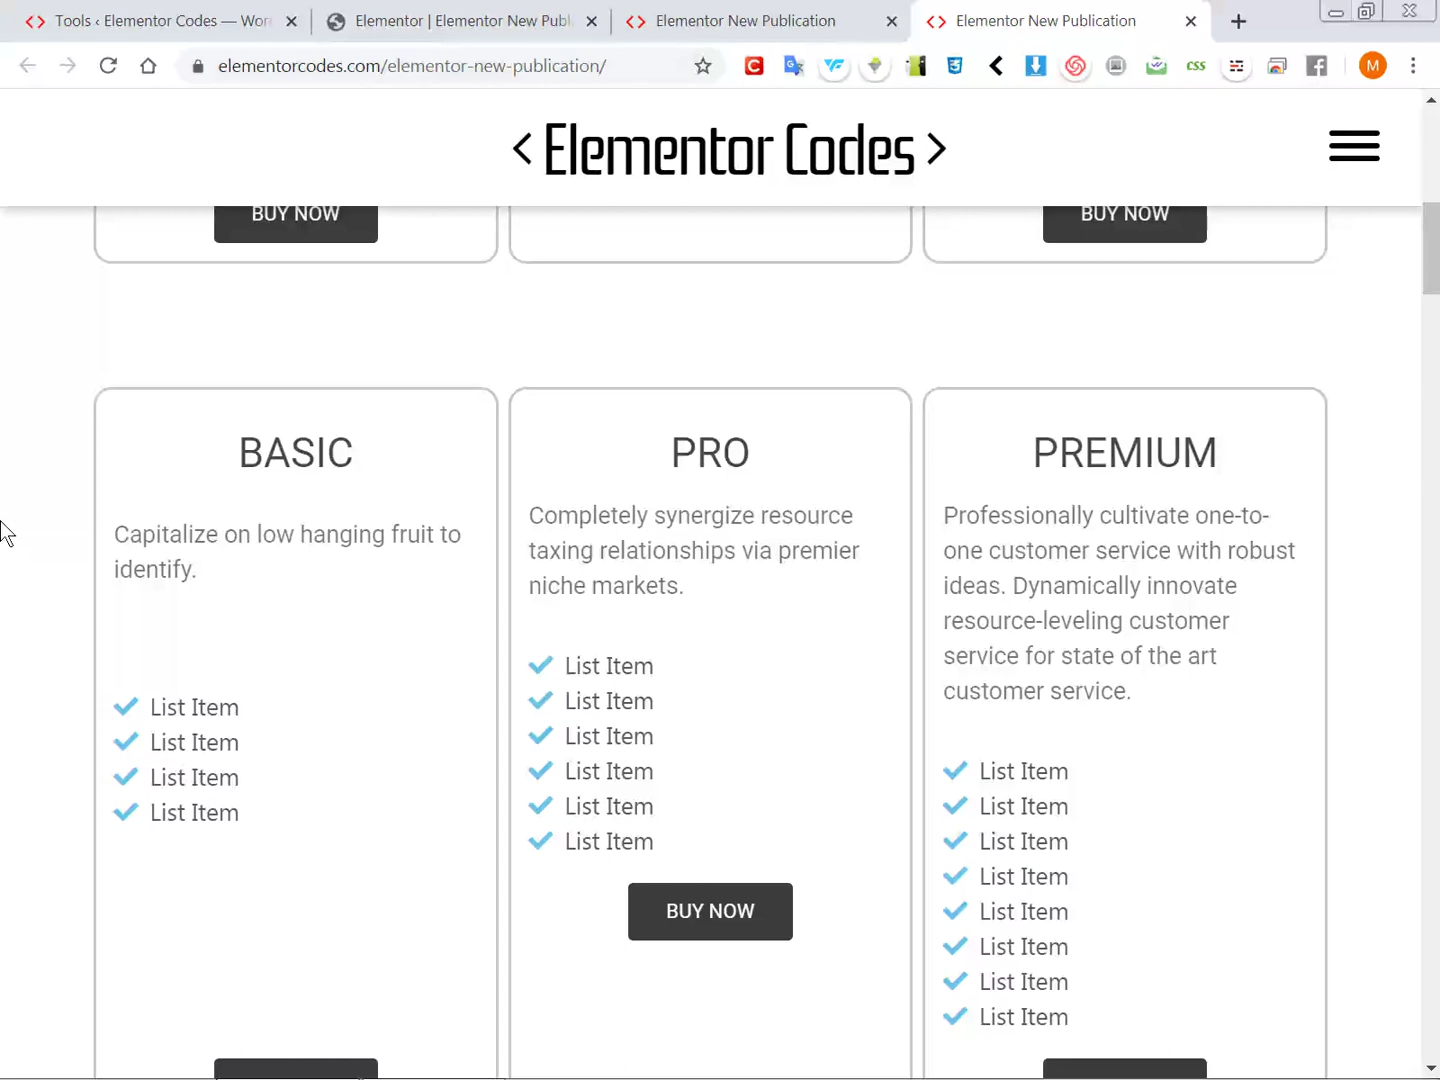 Tools ‹ Elementor Codes — Wor
Elementor | Elementor New Publ
Elementor New Publication
Elementor New Publication
elementorcodes.com/elementor-new-publication/
css
M
< Elementor Codes >
BUY NOW
BUY NOW
BASIC
Capitalize on low hanging fruit to
identify.
List Item
List Item
List Item
List Item
PRO
Completely synergize resource
taxing relationships via premier
niche markets.
List Item
List Item
List Item
List Item
List Item
List Item
BUY NOW
PREMIUM
Professionally cultivate one-to-
one customer service with robust
ideas. Dynamically innovate
resource-leveling customer
service for state of the art
customer service.
List Item
List Item
List Item
List Item
List Item
List Item
List Item
List Item